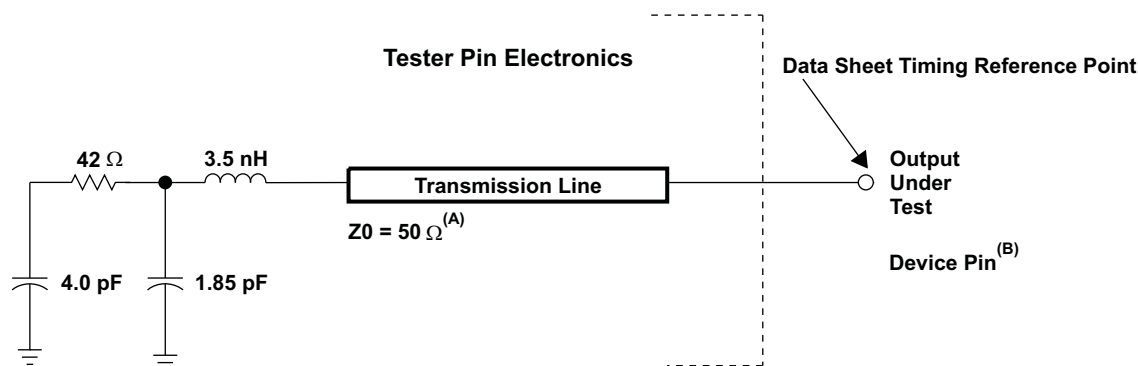 Tester Pin Electronics
Data Sheet Timing Reference Point
42 Ω
3.5 nH
Transmission Line
Output
Under
Test
Z0 = 50 Ω(A)
Device Pin(B)
4.0 pF
1.85 pF